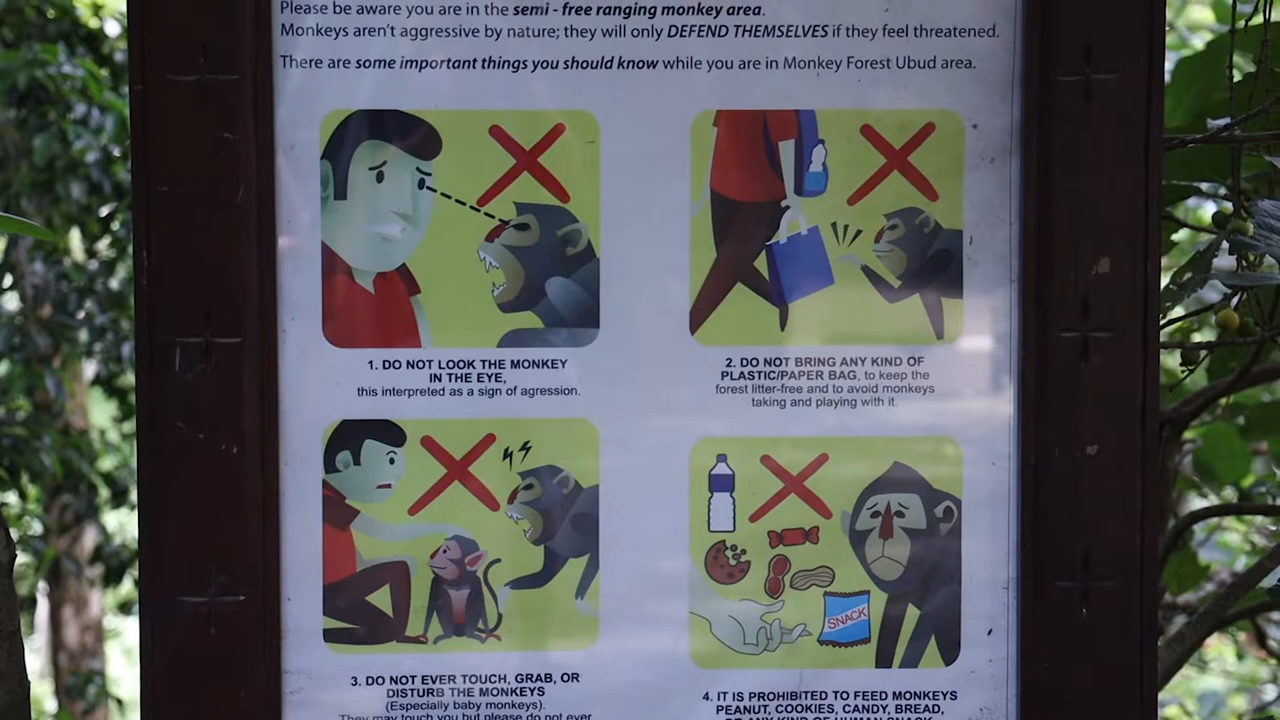 Please be aware you are in the semi - free ranging monkey area.
Monkeys aren't aggressive by nature; they will only DEFEND THEMSELVES if they feel threatened.
There are some important things you should know while you are in Monkey Forest Ubud area.
1. DO NOT LOOK THE MONKEY
IN THE EYE,
this interpreted as a sign of agression.
2. DO NOT BRING ANY KIND OF
PLASTIC/PAPER BAG, to keep the
forest litter-free and to avoid monkeys
taking and playing with it.
SNACK
3. DO NOT EVER TOUCH, GRAB, OR
DISTURB THE MONKEYS
(Especially baby monkeys).
They may touch you but please do not ever
4. IT IS PROHIBITED TO FEED MONKEYS
PEANUT, COOKIES, CANDY, BREAD,
OR ANY KIND OF HUMAN SNACK